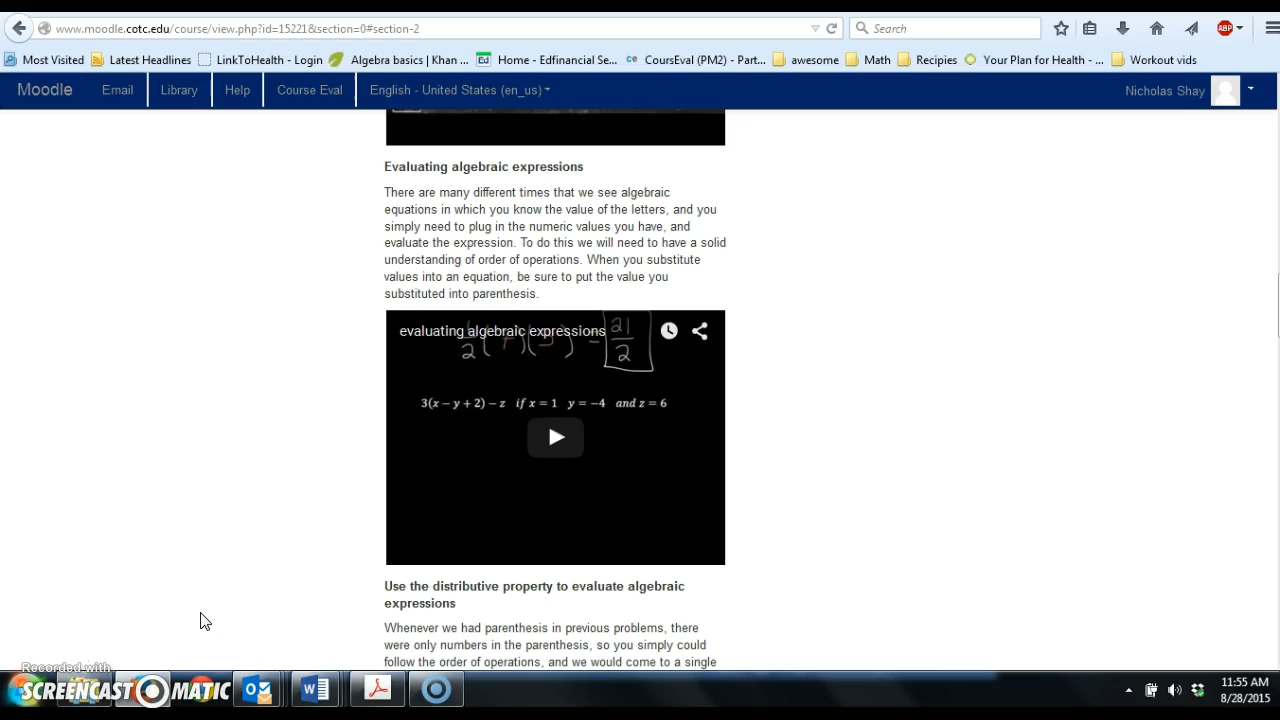 www.moodle.cotc.edu/course/view.php?id=15221&section=0#section-2
Search
ABP
Most Visited
Latest Headlines
LinkToHealth - Login
Algebra basics | Khan ...
Ed
Home - Edfinancial Se...
ce
CoursEval (PM2) - Part...
awesome
Math
Recipies
Your Plan for Health - ...
Workout vids
Moodle
Email
Library
Help
Course Eval
English - United States (en_us)
Nicholas Shay
Evaluating algebraic expressions
There are many different times that we see algebraic
equations in which you know the value of the letters, and you
simply need to plug in the numeric values you have, and
evaluate the expression. To do this we will need to have a solid
understanding of order of operations. When you substitute
values into an equation, be sure to put the value you
substituted into parenthesis.
evaluating algebraic expressions
21
2
2
3(x − y + 2) − z if x = 1 y = −4 and z = 6
Use the distributive property to evaluate algebraic
expressions
Whenever we had parenthesis in previous problems, there
were only numbers in the parenthesis, so you simply could
follow the order of operations, and we would come to a single
Recorded with
SCREENCAST MATIC
11:55 AM
8/28/2015